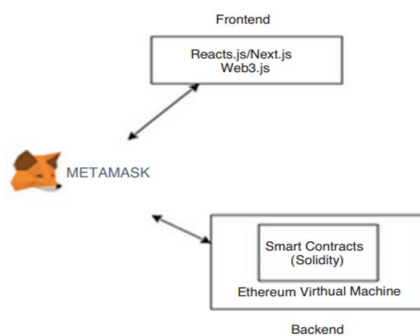 Frontend
Reacts.js/Next.js
Web3.js
METAMASK
Smart Contracts
(Solidity)
Ethereum Virthual Machine
Backend